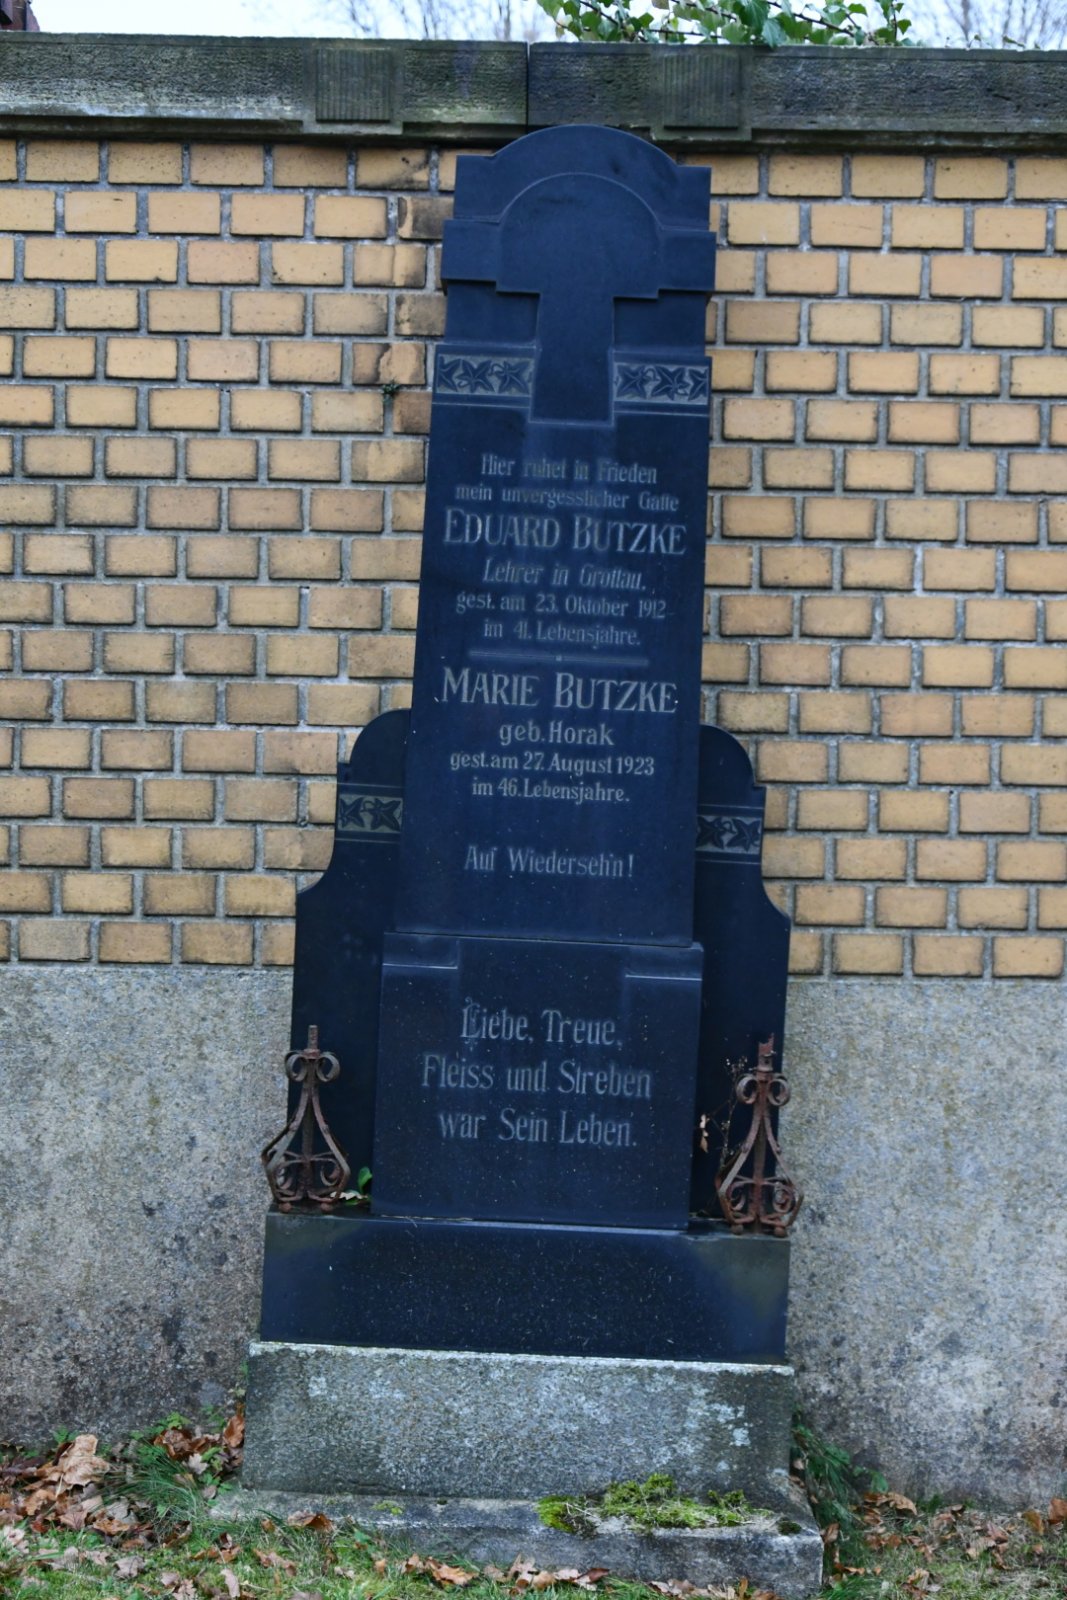 Hier ruhet in Frieden
mein unvergesslicher Gatte
EDUARD BUTZKE
Lehrer in Grottau.
gest. am 23. Oktober 1912
im 41. Lebensjahre.
MARIE BUTZKE
geb. Horak
gest. am 27. August 1923
im 46. Lebensjahre.
Auf Wiedersehn!
Liebe, Treue,
Fleiss und Streben
war Sein Leben.